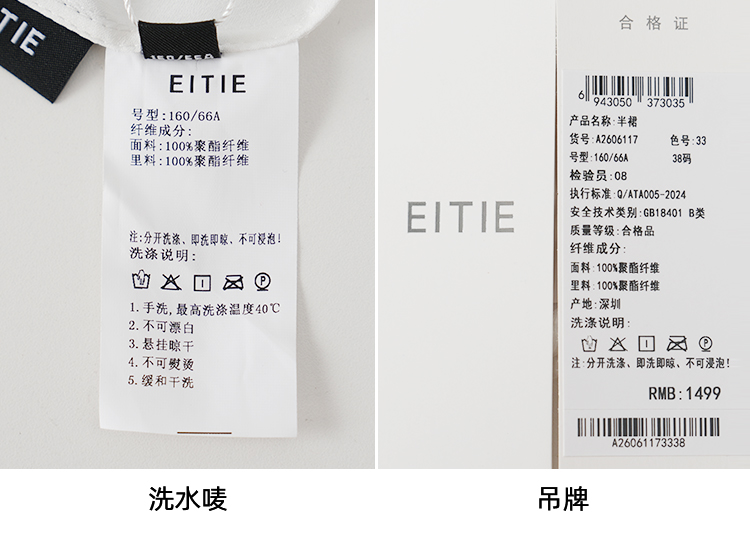 TIE
160/66A
EITIE
号型:160/66A
纤维成分:
面料:100%聚酯纤维
里料:100%聚酯纤维
注:分开洗涤、即洗即晾、不可浸泡!
洗涤说明:
1.手洗,最高洗涤温度40℃
2.不可漂白
3.悬挂晾干
4.不可熨烫
5.缓和干洗
洗水唛
EITIE
合格证
6 943050 373035
产品名称:半裙
货号:A2606117 色号:33
号型:160/66A 38码
检验员:08
执行标准:Q/ATA005-2024
安全技术类别:GB18401 B类
质量等级:合格品
纤维成分:
面料:100%聚酯纤维
里料:100%聚酯纤维
产地:深圳
洗涤说明:
注:分开洗涤、即洗即晾、不可浸泡!
RMB:1499
A26061173338
吊牌